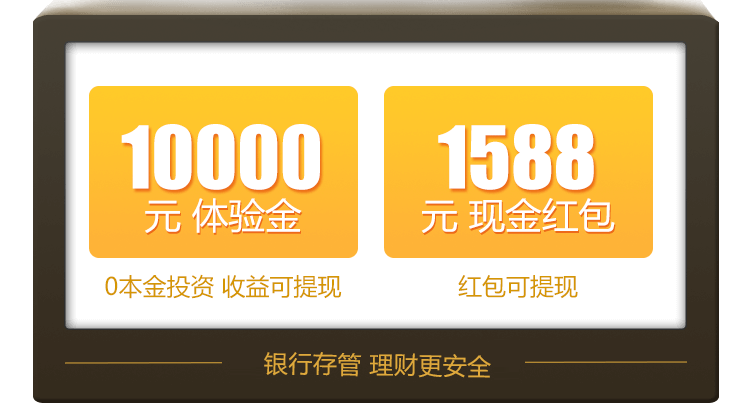 10000
元 体验金
0本金投资 收益可提现
1588
元 现金红包
红包可提现
银行存管 理财更安全